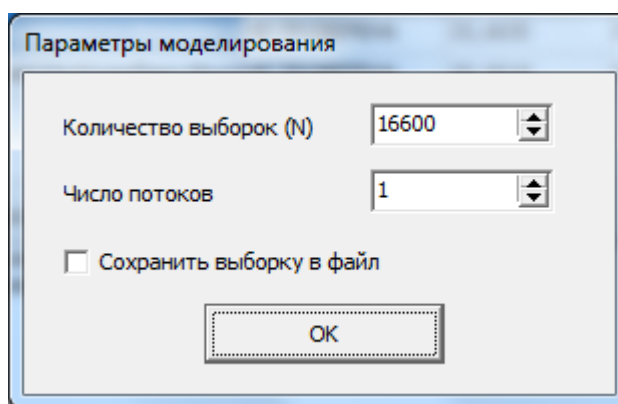 Параметры моделирования
Количество выборок (N) 16600
Число потоков 1
Сохранить выборку в файл
OK